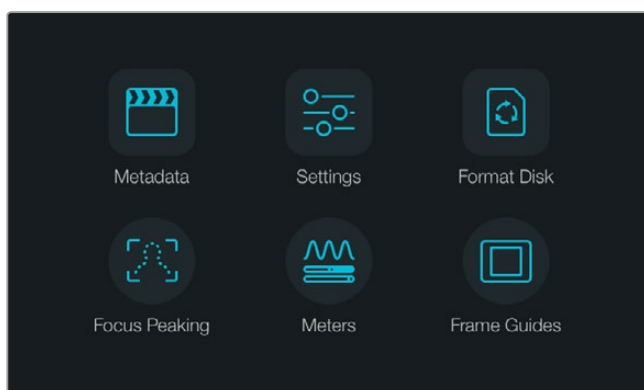 Metadata
Settings
Format Disk
Focus Peaking
Meters
Frame Guides